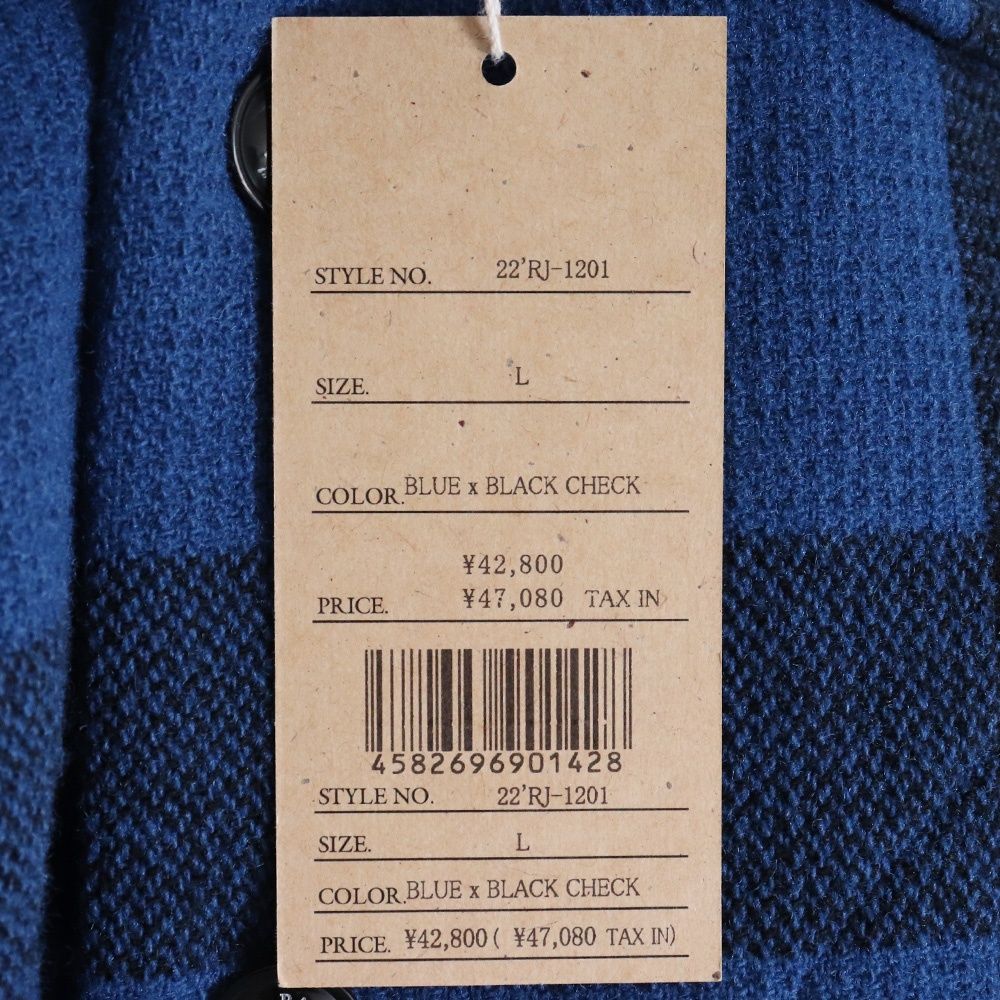 STYLE NO. 22'RJ-1201
SIZE. L
COLOR. BLUE x BLACK CHECK
¥42,800
PRICE. ¥47,080 TAX IN
4582696901428
STYLE NO. 22'RJ-1201
SIZE. L
COLOR. BLUE x BLACK CHECK
PRICE. ¥42,800 ( ¥47,080 TAX IN)